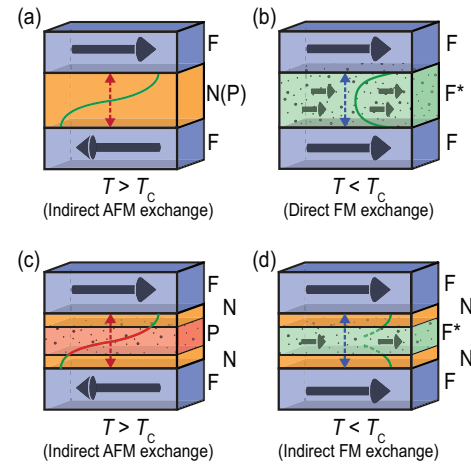 (a)
F
N(P)
F
T > TC
(Indirect AFM exchange)
(b)
F
F*
F
T < TC
(Direct FM exchange)
(c)
F
N
P
N
F
T > TC
(Indirect AFM exchange)
(d)
F
N
F*
N
F
T < TC
(Indirect FM exchange)